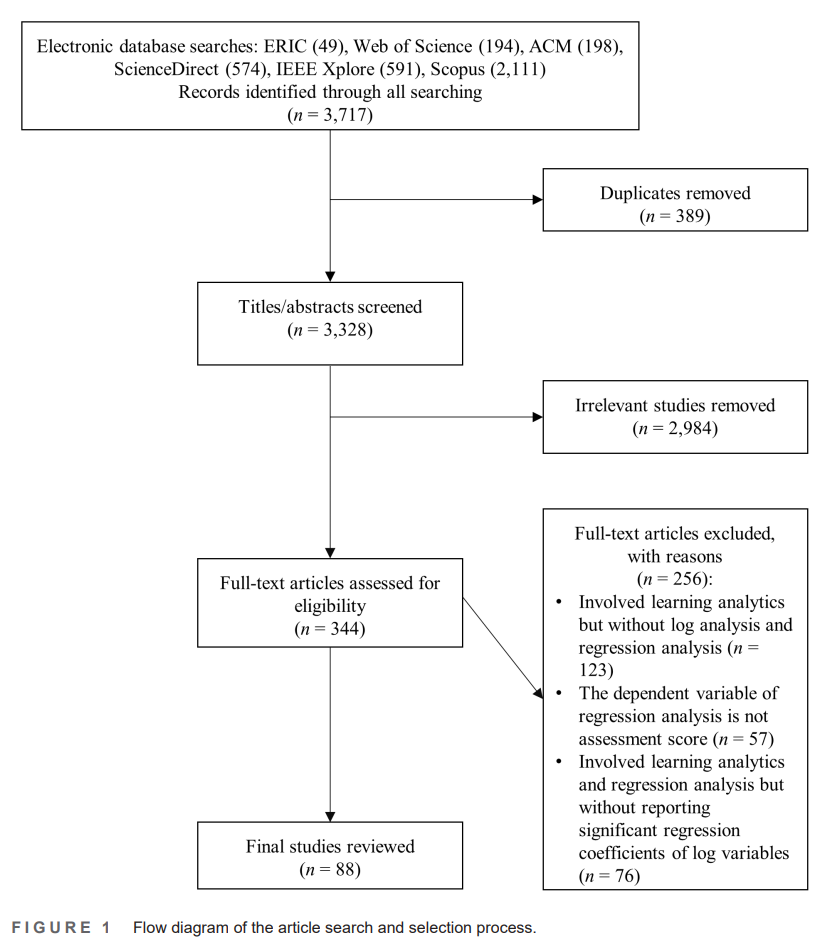 Electronic database searches: ERIC (49), Web of Science (194), ACM (198),
ScienceDirect (574), IEEE Xplore (591), Scopus (2,111)
Records identified through all searching
(n = 3,717)
Duplicates removed
(n = 389)
Titles/abstracts screened
(n = 3,328)
Irrelevant studies removed
(n = 2,984)
Full-text articles assessed for
eligibility
(n = 344)
Full-text articles excluded,
with reasons
(n = 256):
• Involved learning analytics
but without log analysis and
regression analysis (n =
123)
• The dependent variable of
regression analysis is not
assessment score (n = 57)
• Involved learning analytics
and regression analysis but
without reporting
significant regression
coefficients of log variables
(n = 76)
Final studies reviewed
(n = 88)
FIGURE 1 Flow diagram of the article search and selection process.